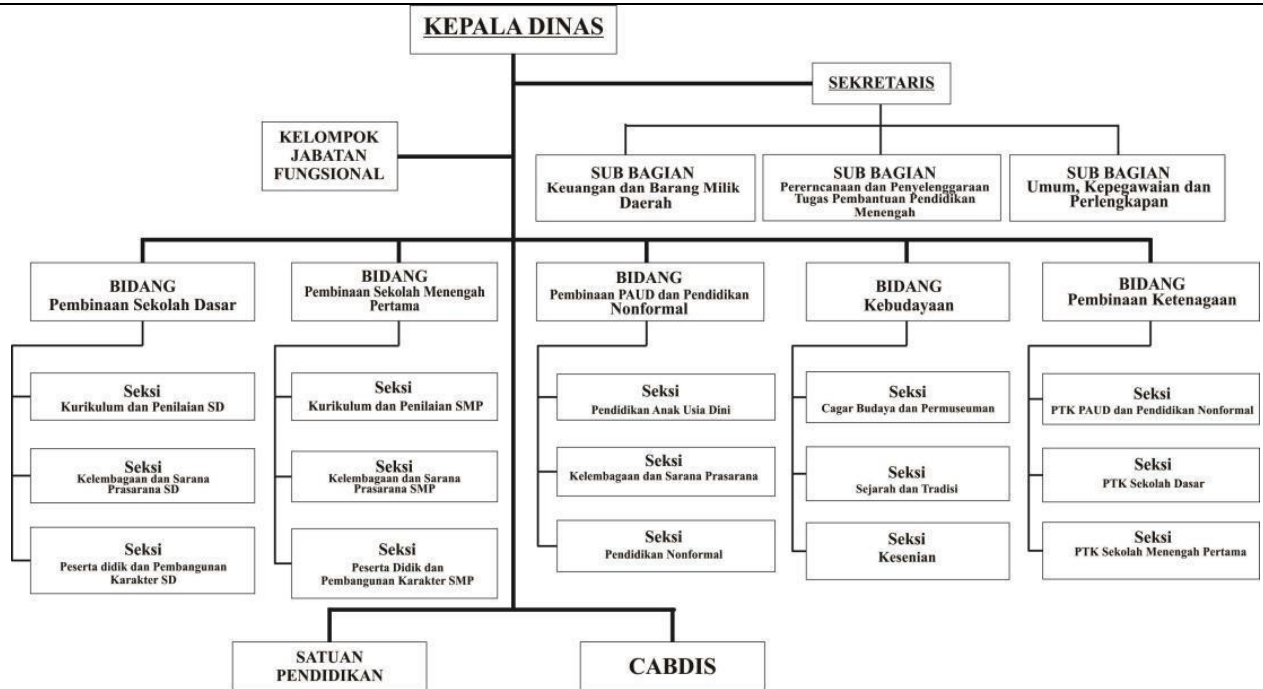 KEPALA DINAS
SEKRETARIS
KELOMPOK
JABATAN
FUNGSIONAL
SUB BAGIAN
Keuangan dan Barang Milik
Daerah
SUB BAGIAN
Pererncanaan dan Penyelenggaraan
Tugas Pembantuan Pendidikan
Menengah
SUB BAGIAN
Umum, Kepegawaian dan
Perlengkapan
BIDANG
Pembinaan Sekolah Dasar
BIDANG
Pembinaan Sekolah Menengah
Pertama
BIDANG
Pembinaan PAUD dan Pendidikan
Nonformal
BIDANG
Kebudayaan
BIDANG
Pembinaan Ketenagaan
Seksi
Kurikulum dan Penilaian SD
Seksi
Kurikulum dan Penilaian SMP
Seksi
Pendidikan Anak Usia Dini
Seksi
Cagar Budaya dan Permuseuman
Seksi
PTK PAUD dan Pendidikan Nonformal
Seksi
Kelembagaan dan Sarana
Prasarana SD
Seksi
Kelembagaan dan Sarana
Prasarana SMP
Seksi
Kelembagaan dan Sarana Prasarana
Seksi
Sejarah dan Tradisi
Seksi
PTK Sekolah Dasar
Seksi
Peserta didik dan Pembangunan
Karakter SD
Seksi
Peserta Didik dan
Pembangunan Karakter SMP
Seksi
Pendidikan Nonformal
Seksi
Kesenian
Seksi
PTK Sekolah Menengah Pertama
SATUAN
PENDIDIKAN
CABDIS